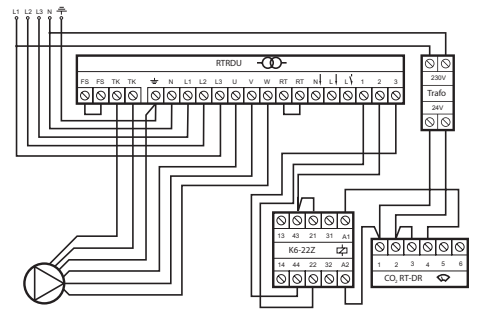 L1 L2 L3 N
RTRDU
FS FS TK TK N L1 L2 L3 U V W RT RT N L L 1 2 3
230V
Trafo
24V
13 43 21 31 A1
K6-22Z
14 44 22 32 A2
1 2 3 4 5 6
CO₂ RT-DR